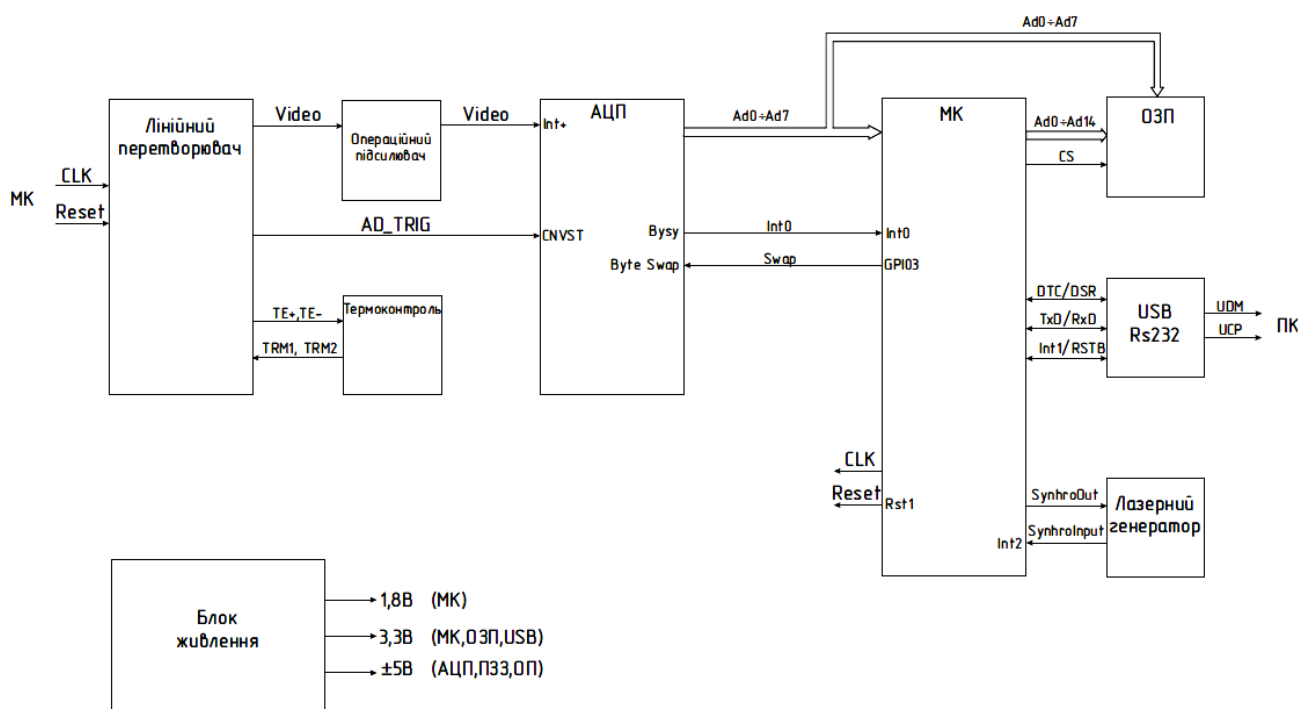 Ad0÷Ad7
Лінійний
перетворювач
Video
Операційний
підсилювач
Video
АЦП
Int+
Ad0÷Ad7
МК
Ad0÷Ad14
CS
ОЗП
МК
CLK
Reset
AD_TRIG
CNVST
Bysy
Int0
Int0
Byte Swap
Swap
GPIO3
TE+,TE-
TRM1, TRM2
Термоконтроль
DTC/DSR
TxD/RxD
Int1/RSTB
USB
Rs232
UDM
UCP
ПК
CLK
Reset
Rst1
SynhroOut
SynhroInput
Int2
Лазерний
генератор
Блок
живлення
1,8В (МК)
3,3В (МК,ОЗП,USB)
±5В (АЦП,ПЗЗ,ОП)